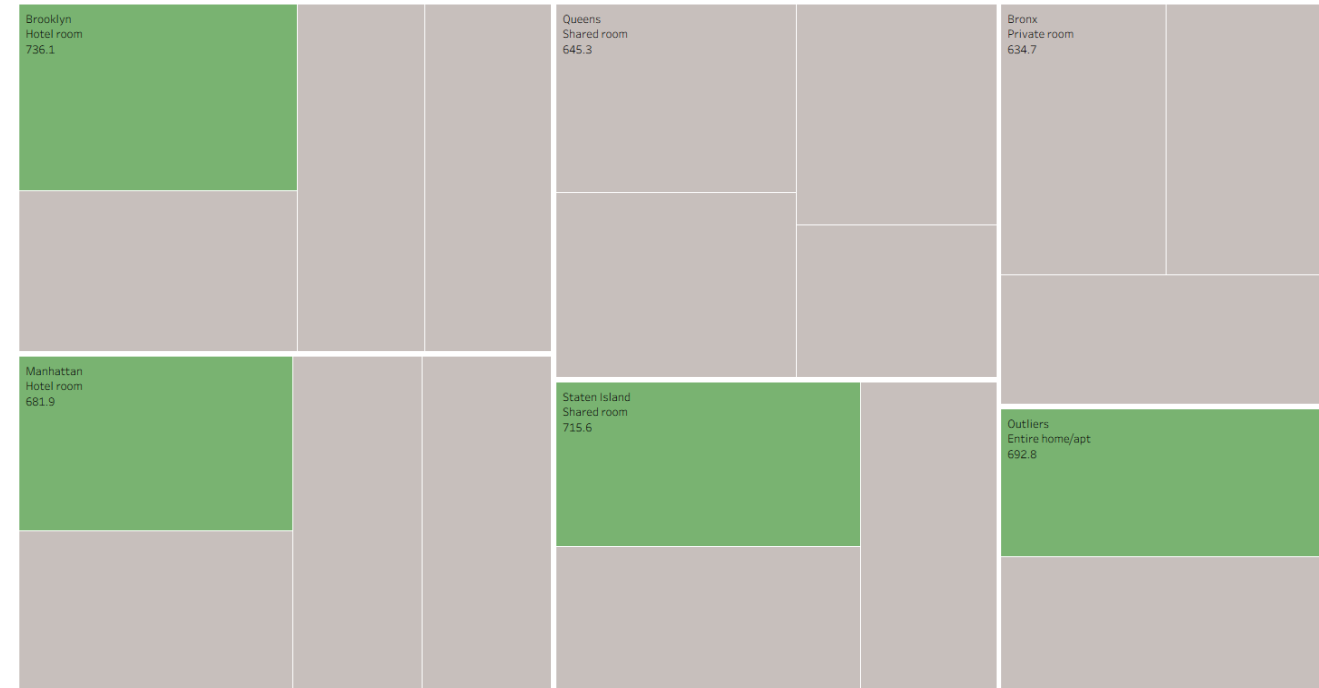 Brooklyn
Hotel room
736.1
Queens
Shared room
645.3
Bronx
Private room
634.7
Manhattan
Hotel room
681.9
Staten Island
Shared room
715.6
Outliers
Entire home/apt
692.8